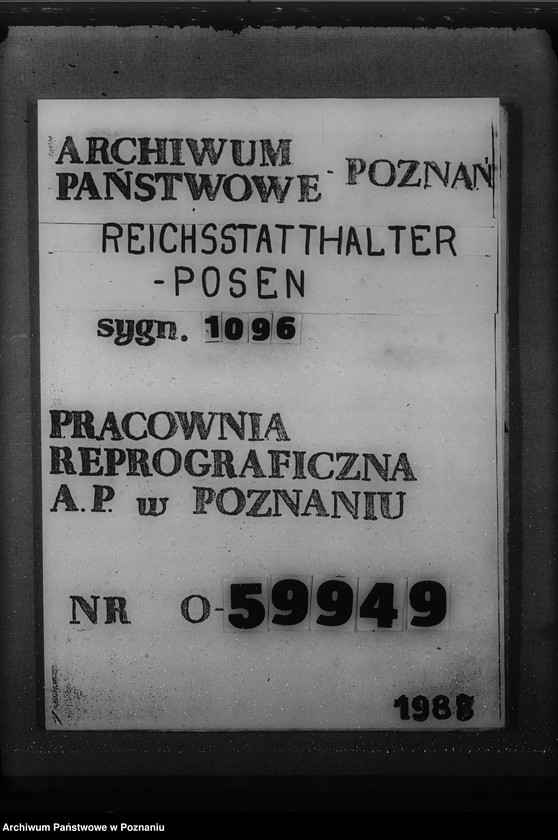 ARCHIWUM
PAŃSTWOWE - POZNAŃ
REICHSSTATTHALTER
-POSEN
sygn. 1096
PRACOWNIA
REPROGRAFICZNA
A.P. w POZNANIU
NR O-59949
1988
Archiwum Państwowe w Poznaniu